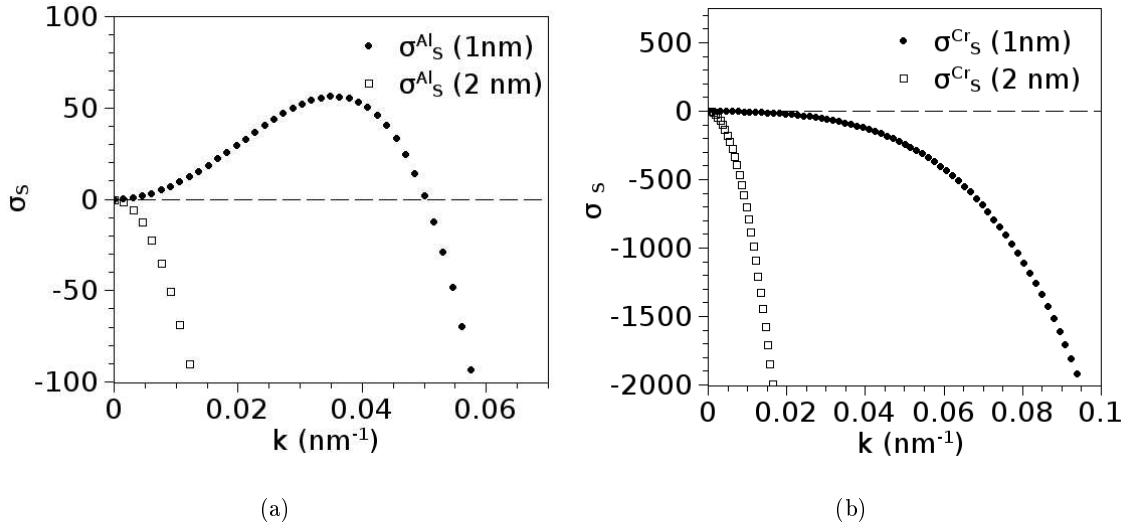 100
50
0
-50
-100
σS
0
0.02
0.04
0.06
k (nm-1)
σAlS (1nm)
σAlS (2 nm)
(a)
500
0
-500
-1000
-1500
-2000
σ S
0
0.02
0.04
0.06
0.08
0.1
k (nm-1)
σCrS (1nm)
σCrS (2 nm)
(b)